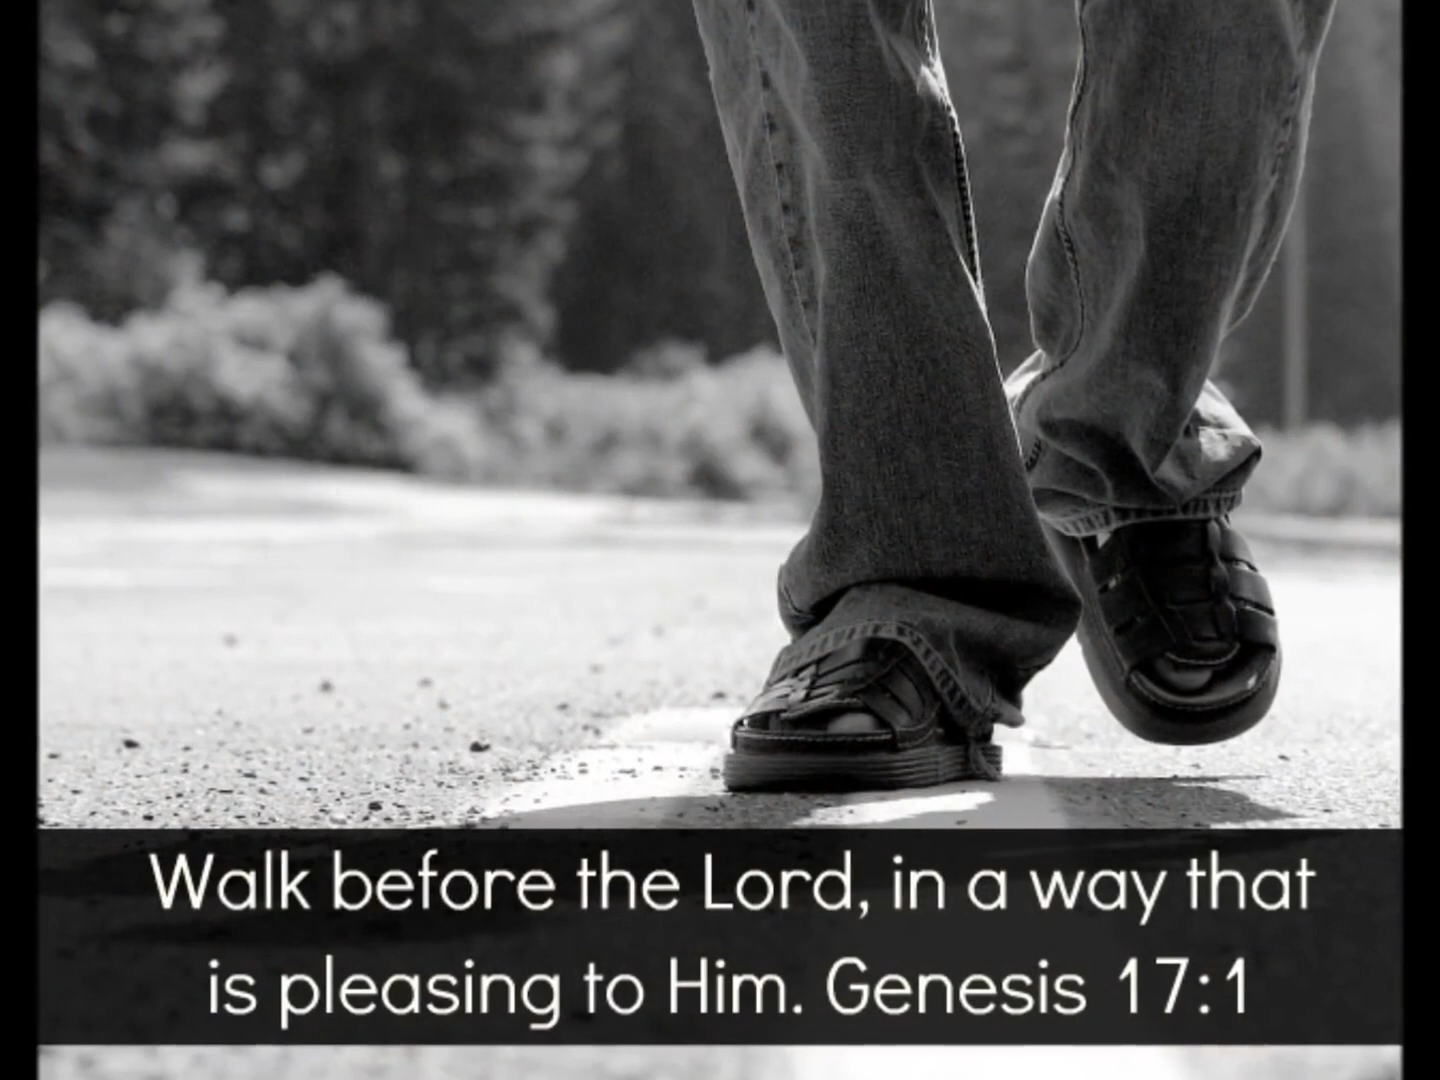 Walk before the Lord, in a way that
is pleasing to Him. Genesis 17:1